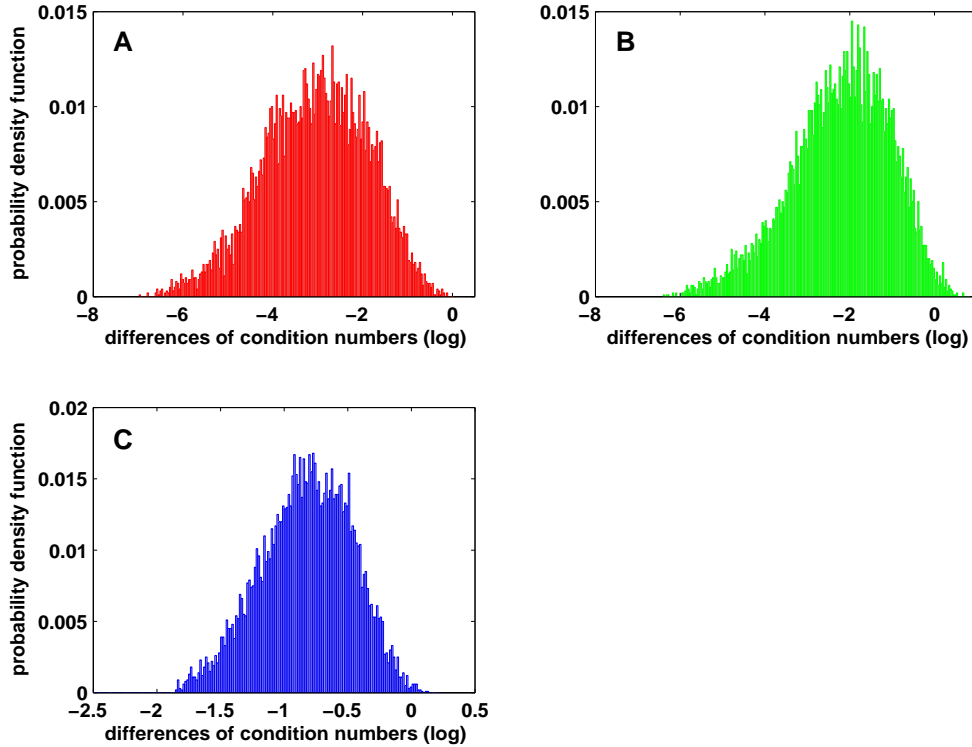 A
probability density function
0.015
0.01
0.005
0
−8 −6 −4 −2 0
differences of condition numbers (log)
B
0.015
0.01
0.005
0
−8 −6 −4 −2 0
differences of condition numbers (log)
C
probability density function
0.02
0.015
0.01
0.005
0
−2.5 −2 −1.5 −1 −0.5 0 0.5
differences of condition numbers (log)